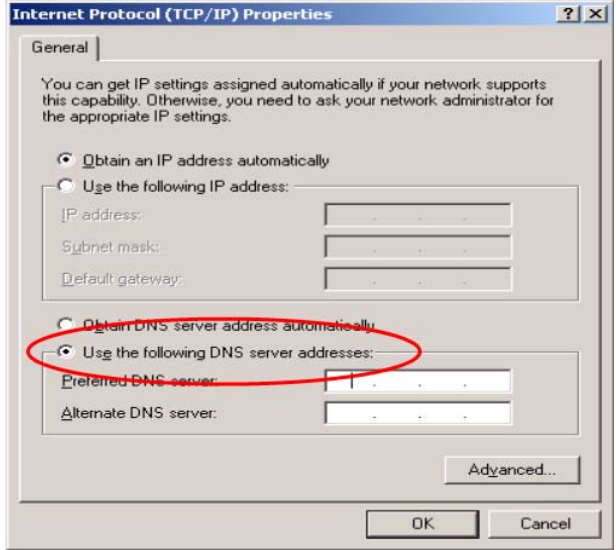 Internet Protocol (TCP/IP) Properties
General
You can get IP settings assigned automatically if your network supports
this capability. Otherwise, you need to ask your network administrator for
the appropriate IP settings.
Obtain an IP address automatically
Use the following IP address:
IP address:
Subnet mask:
Default gateway:
Obtain DNS server address automatically
Use the following DNS server addresses:
Preferred DNS server:
Alternate DNS server:
Advanced...
OK Cancel